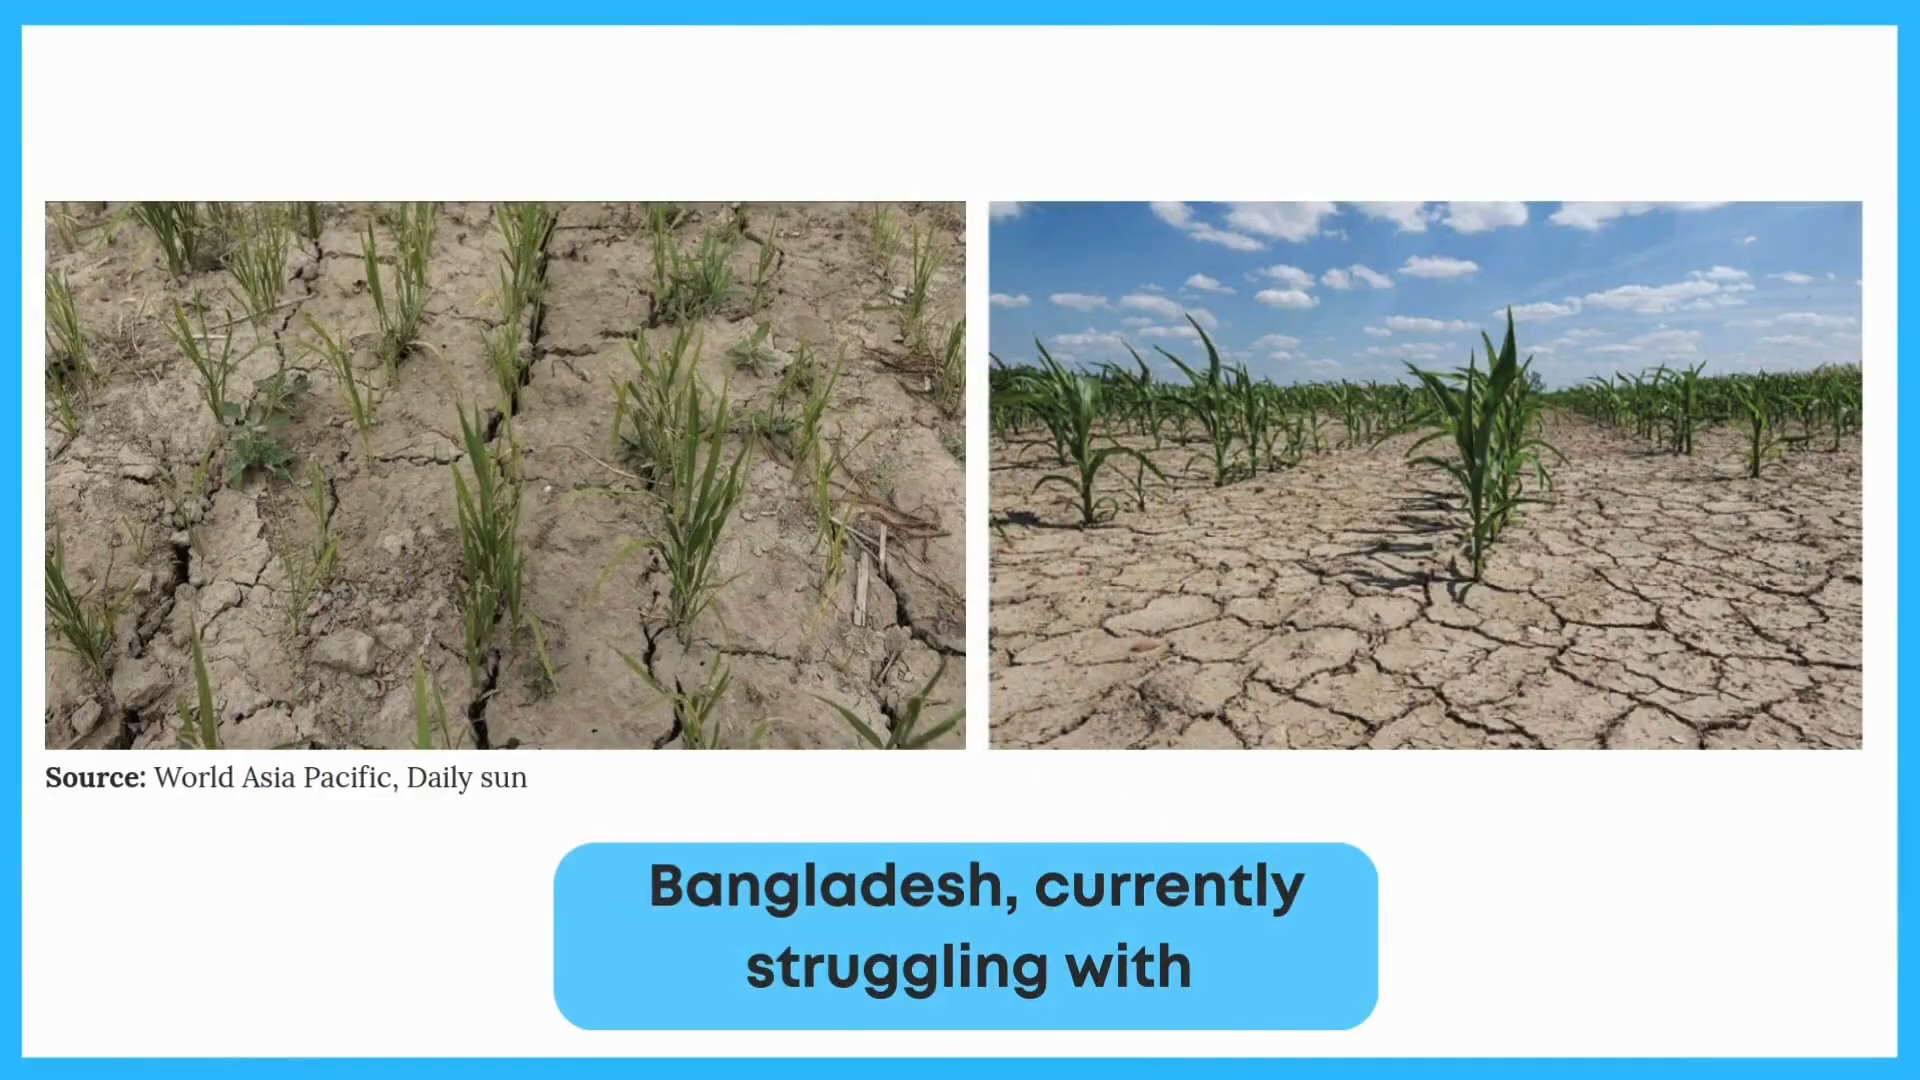 Source: World Asia Pacific, Daily sun
Bangladesh, currently
struggling with